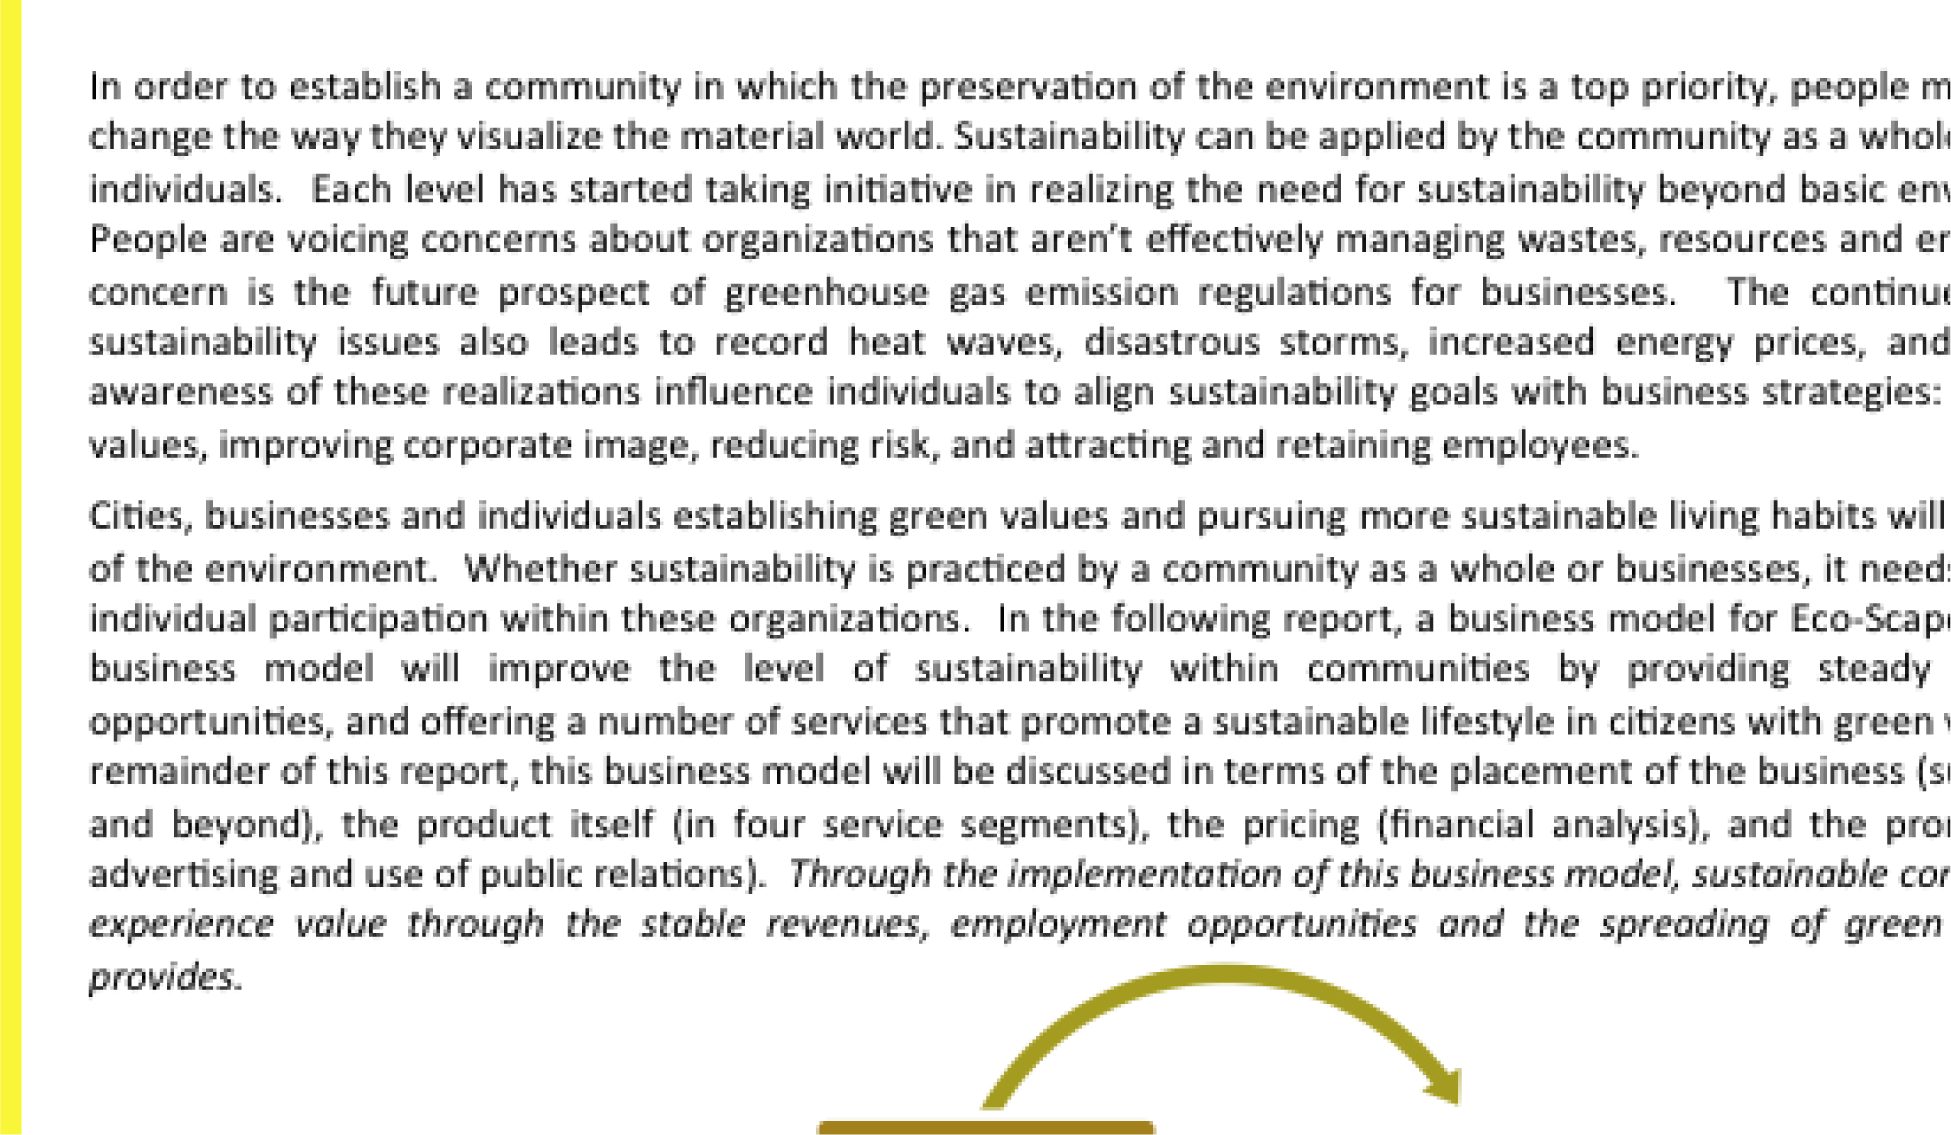 In order to establish a community in which the preservation of the environment is a top priority, people
change the way they visualize the material world. Sustainability can be applied by the community as a
individuals. Each level has started taking initiative in realizing the need for sustainability beyond basic
People are voicing concerns about organizations that aren’t effectively managing wastes, resources and
concern is the future prospect of greenhouse gas emission regulations for businesses. The
sustainability issues also leads to record heat waves, disastrous storms, increased energy prices, and
awareness of these realizations influence individuals to align sustainability goals with business strategies:
values, improving corporate image, reducing risk, and attracting and retaining employees.
Cities, businesses and individuals establishing green values and pursuing more sustainable living habits will
of the environment. Whether sustainability is practiced by a community as a whole or businesses, it
individual participation within these organizations. In the following report, a business model for
business model will improve the level of sustainability within communities by providing steady
opportunities, and offering a number of services that promote a sustainable lifestyle in citizens with green
remainder of this report, this business model will be discussed in terms of the placement of the business
and beyond), the product itself (in four service segments), the pricing (financial analysis), and the
advertising and use of public relations). Through the implementation of this business model, sustainable
experience value through the stable revenues, employment opportunities and the spreading of green
provides.